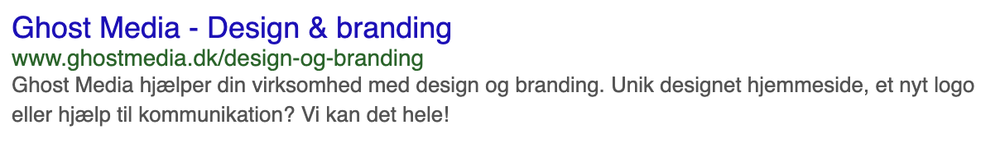 Ghost Media - Design & branding
www.ghostmedia.dk/design-og-branding
Ghost Media hjælper din virksomhed med design og branding. Unik designet hjemmeside, et nyt logo
eller hjælp til kommunikation? Vi kan det hele!